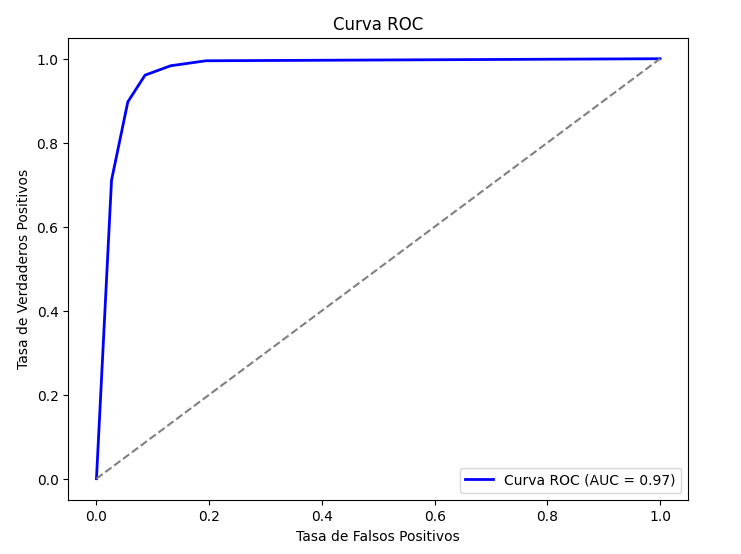 Curva ROC
Tasa de Verdaderos Positivos
1.0
0.8
0.6
0.4
0.2
0.0
Curva ROC (AUC = 0.97)
0.0 0.2 0.4 0.6 0.8 1.0
Tasa de Falsos Positivos